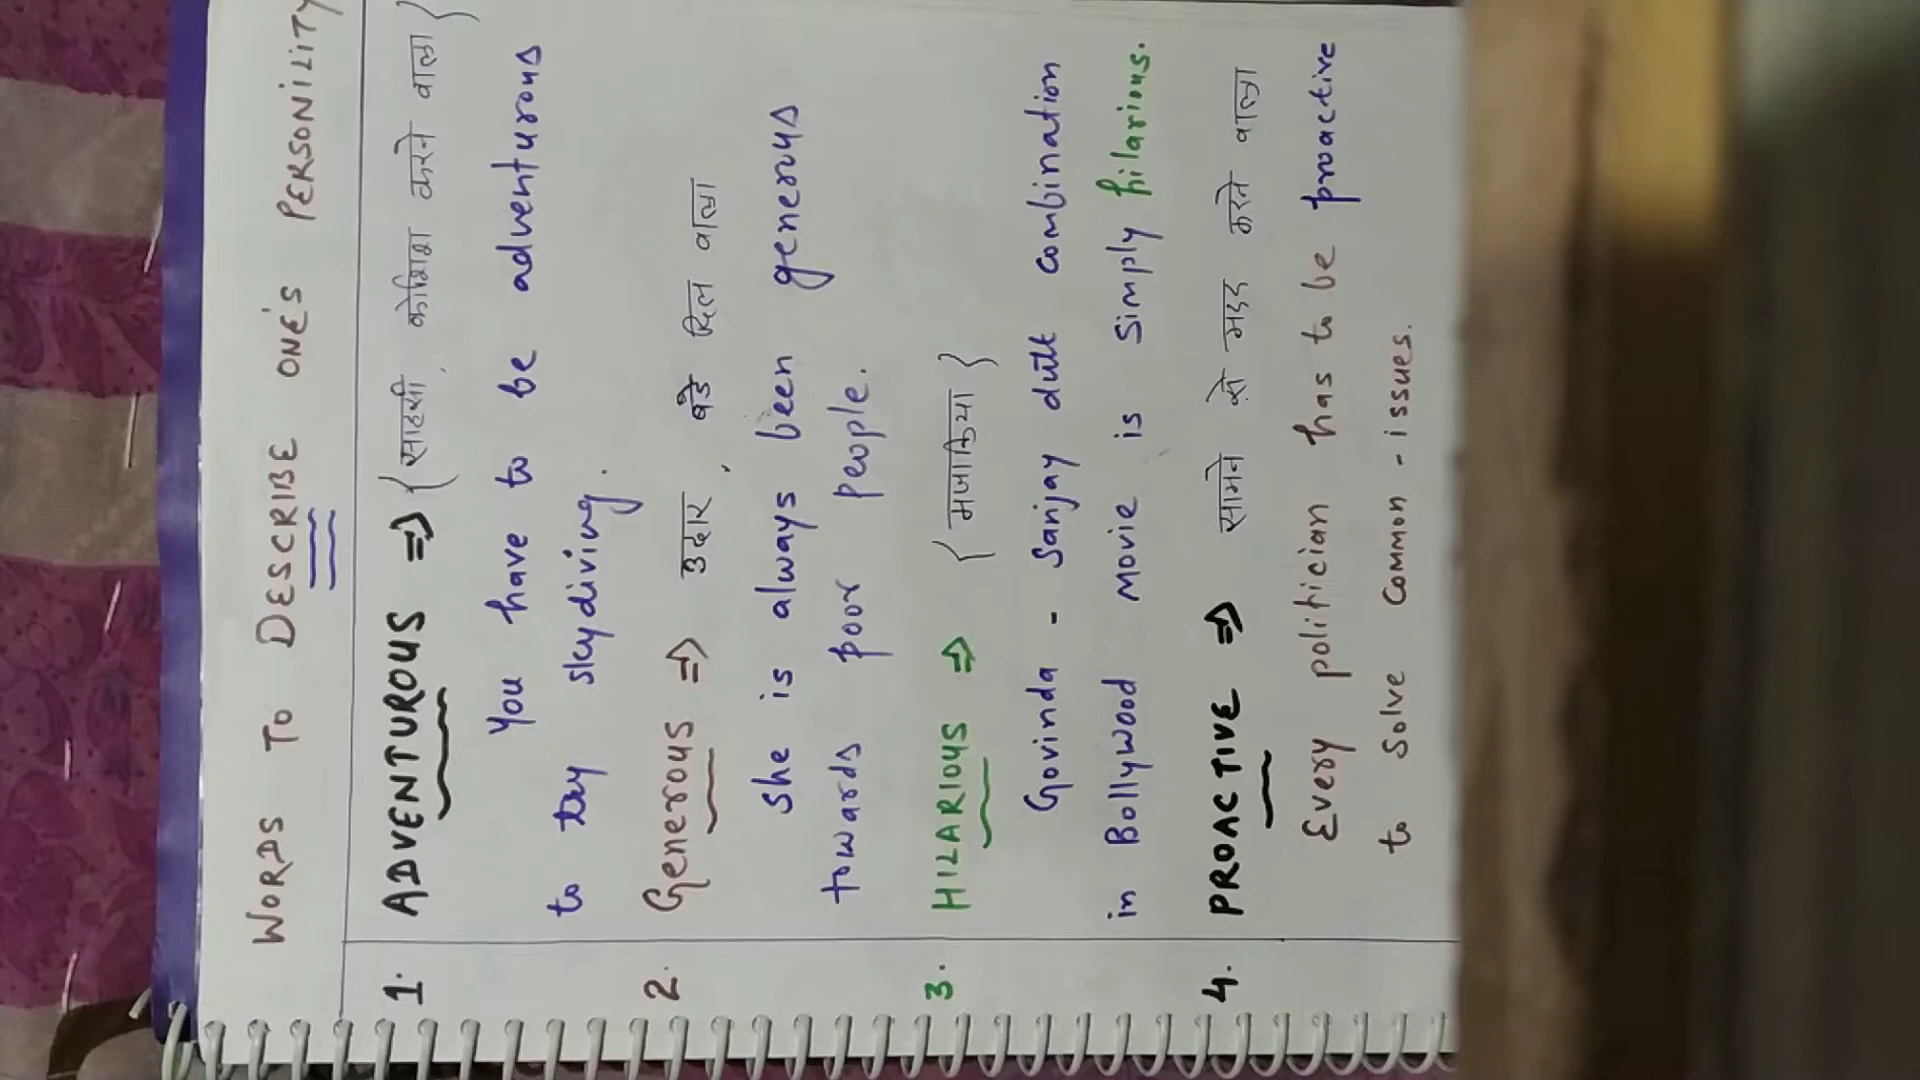 WORDS TO DESCRIBE ONE'S PERSONILITY
1. ADVENTUROUS => { साहसी, कोशिश करने वाला }
You have to be adventurous
to try skydiving.
2. Generous => उदार, बडे दिल वाला
she is always been generous
towards poor people.
3. HILARIOUS => { मजाकिया }
Govinda - Sanjay dutt combination
in Bollywood movie is simply hilarious.
4. PROACTIVE => सामने से मदद करने वाला
Every politician has to be proactive
to solve common - issues.